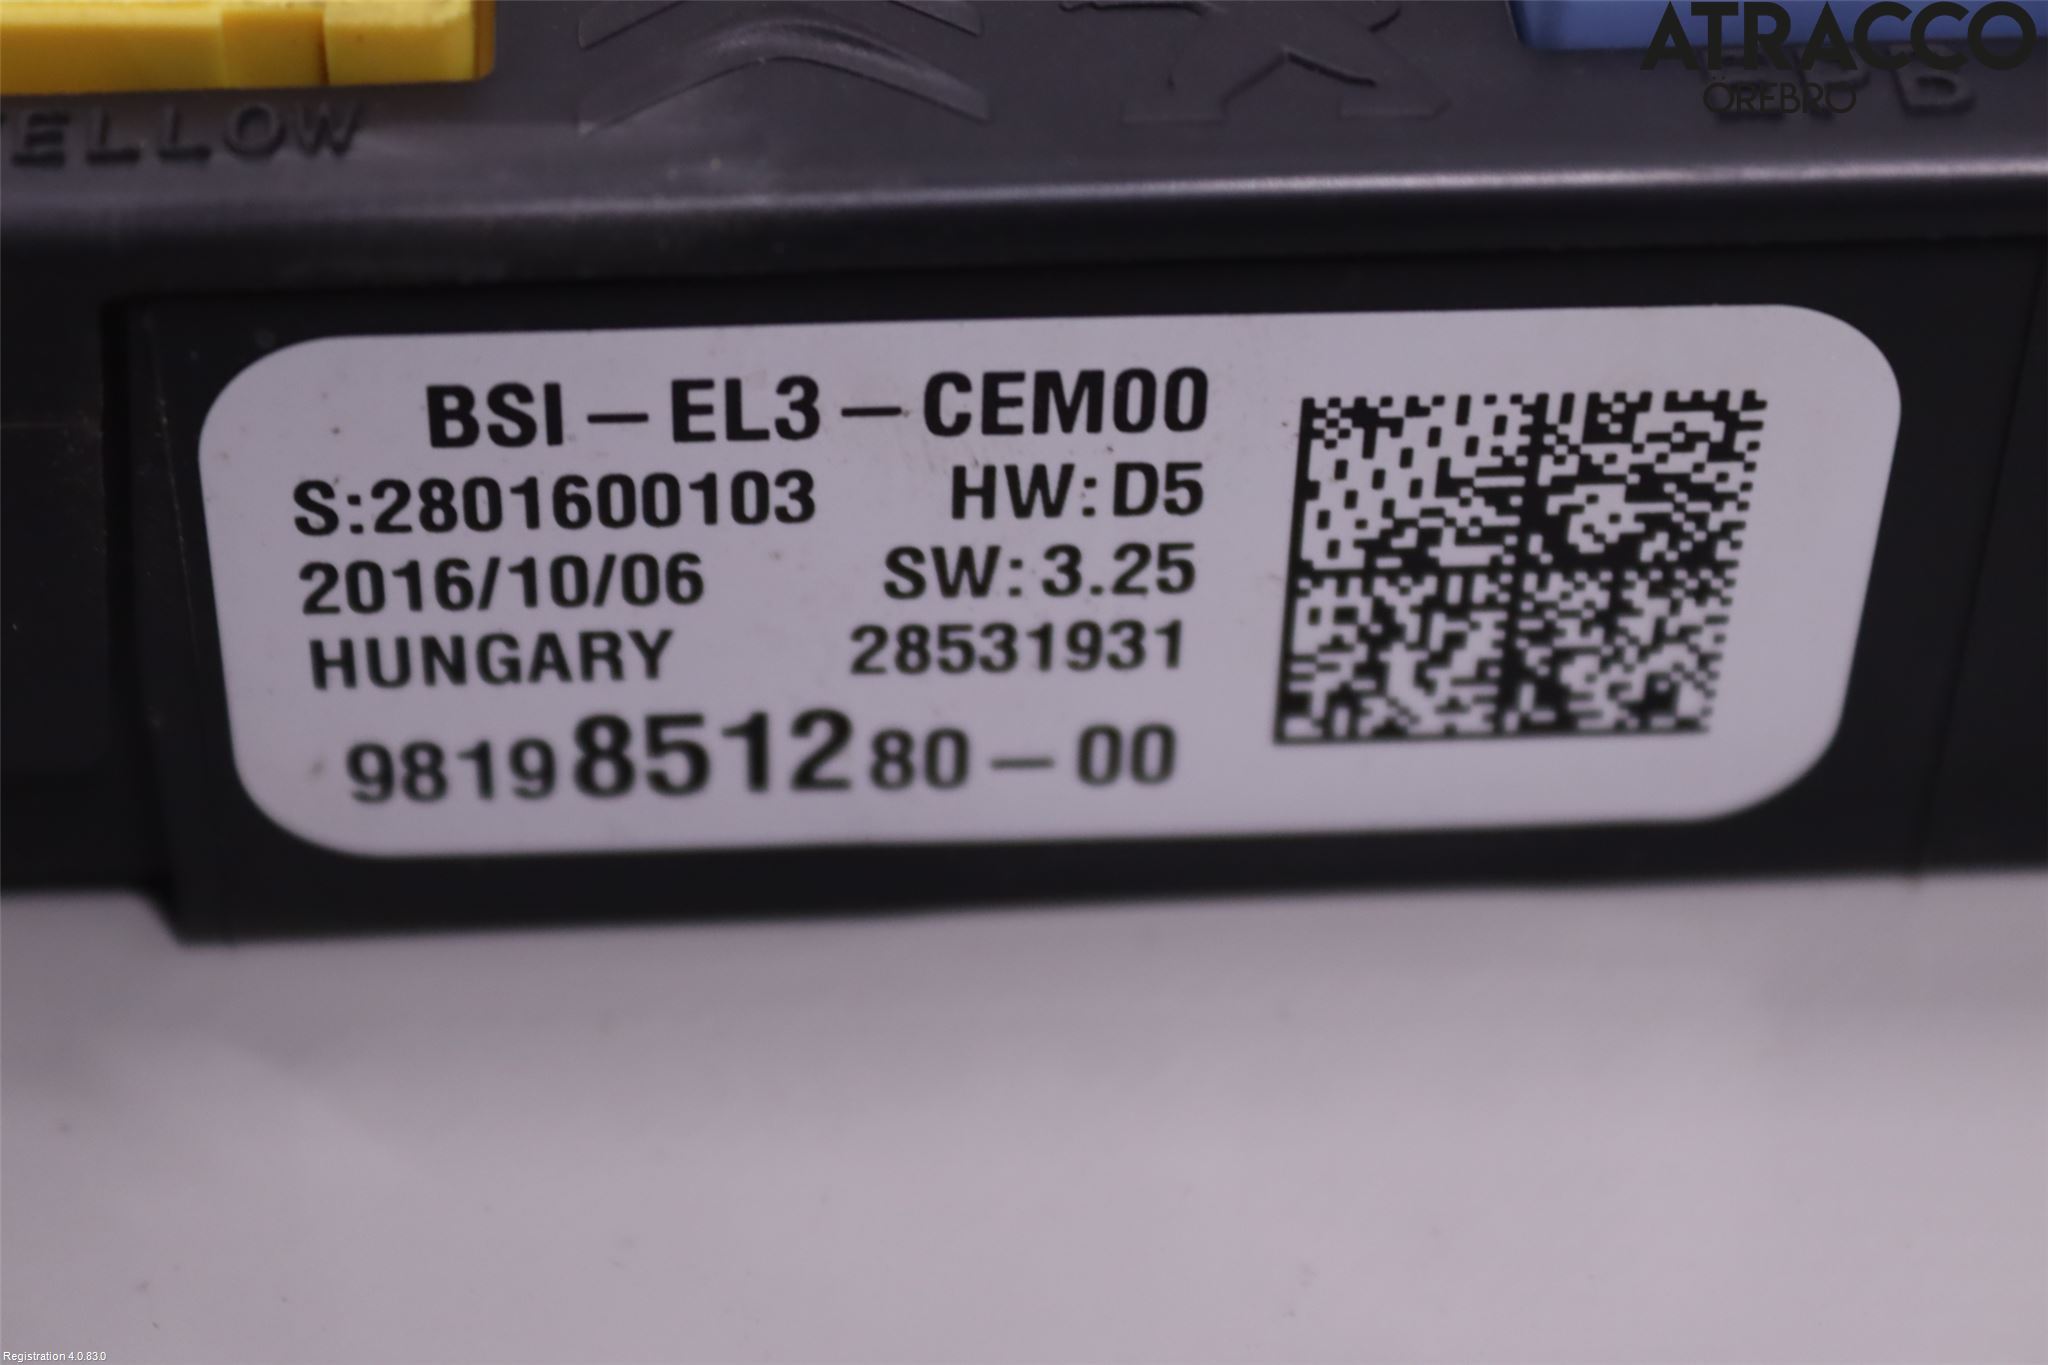 ATRACCO
ÖREBRO
YELLOW
BSI – EL3 – CEM00
S:2801600103 HW: D5
2016/10/06 SW: 3.25
HUNGARY 28531931
9819851280 – 00
Registration 4.0.83.0